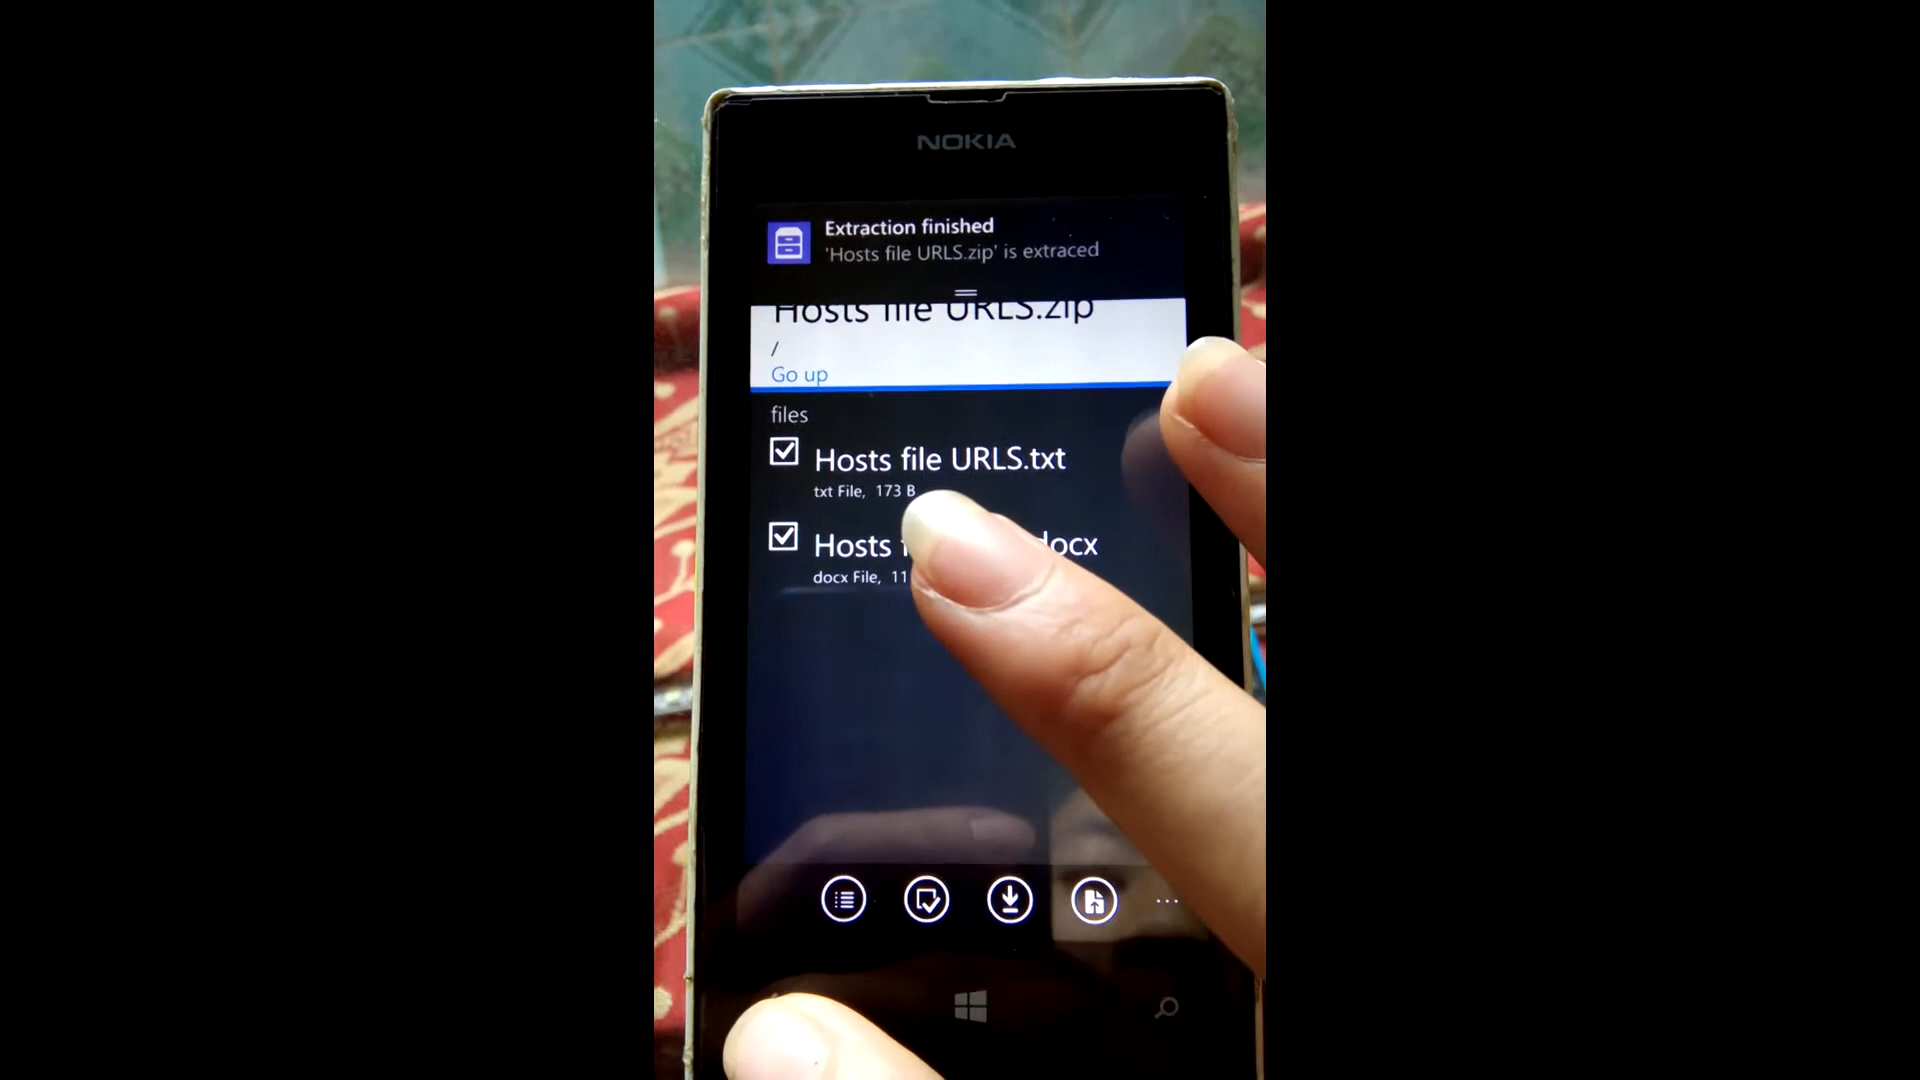 NOKIA
Extraction finished
'Hosts file URLS.zip' is extraced
Hosts file URLS.zip
/
Go up
files
Hosts file URLS.txt
txt File, 173 B
Hosts docx
docx File, 11
...